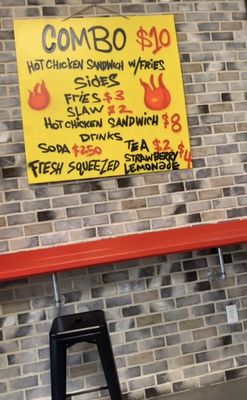 COMBO $10
HOT CHICKEN SANDWICH W/FRIES
SIDES
FRIES $3
SLAW $2
HOT CHICKEN SANDWICH $8
DRINKS
SODA $2.50 TEA $2
FRESH SQUEEZED STRAWBERRY LEMONADE $4